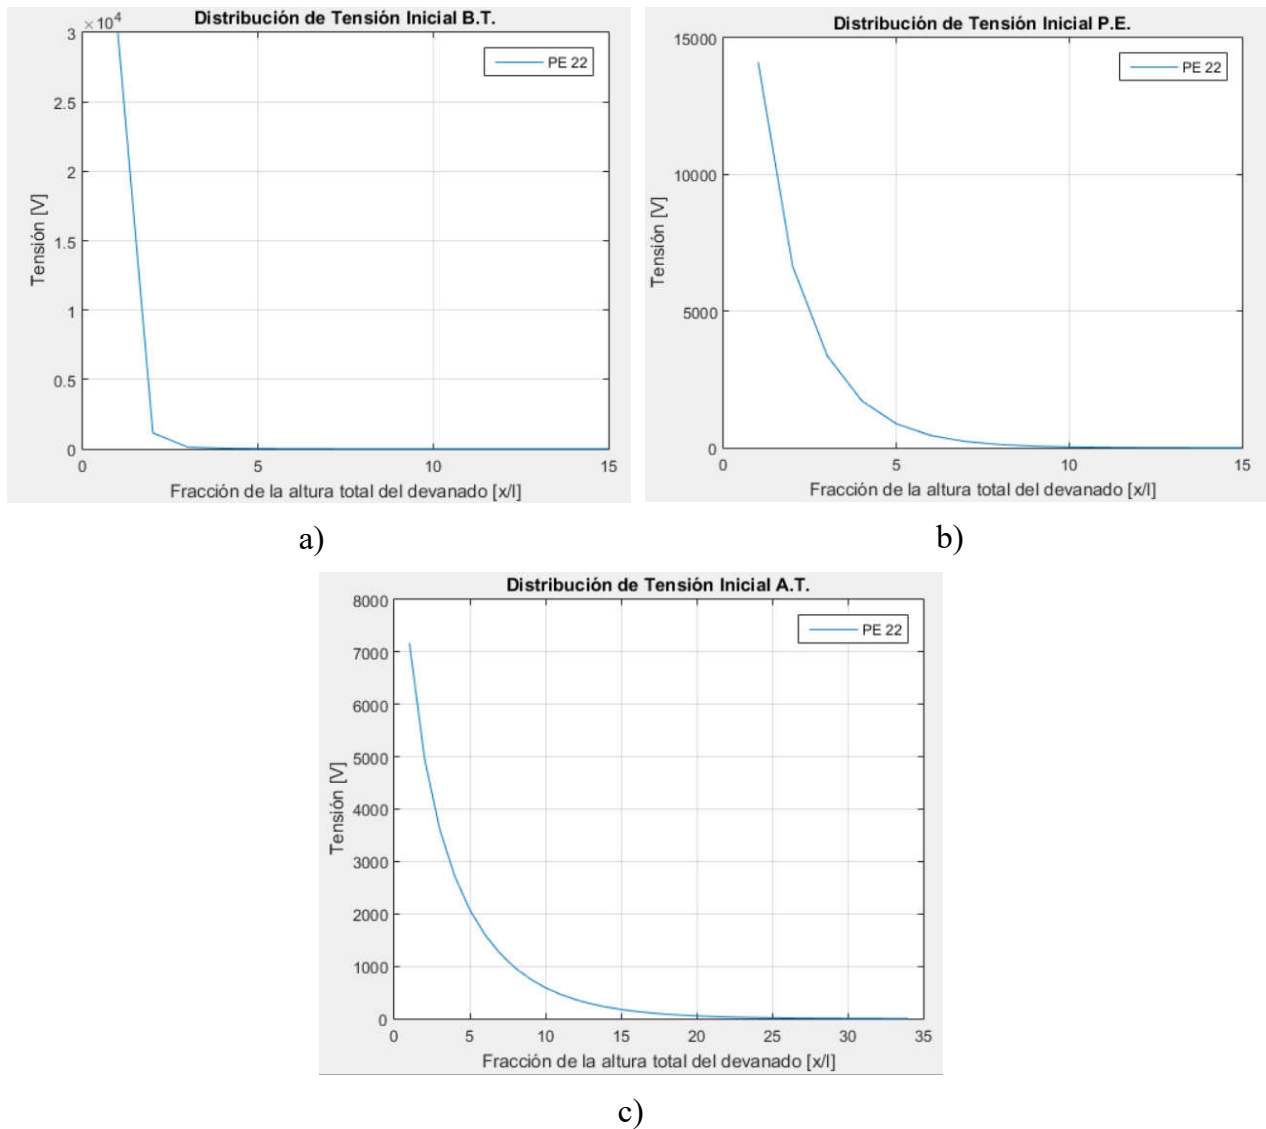 Distribución de Tensión Inicial B.T.
×10⁴
3
2.5
2
1.5
1
0.5
0
Tensión [V]
PE 22
0 5 10 15
Fracción de la altura total del devanado [x/l]
a)
Distribución de Tensión Inicial P.E.
15000
10000
5000
0
Tensión [V]
PE 22
0 5 10 15
Fracción de la altura total del devanado [x/l]
b)
Distribución de Tensión Inicial A.T.
8000
7000
6000
5000
4000
3000
2000
1000
0
Tensión [V]
PE 22
0 5 10 15 20 25 30 35
Fracción de la altura total del devanado [x/l]
c)